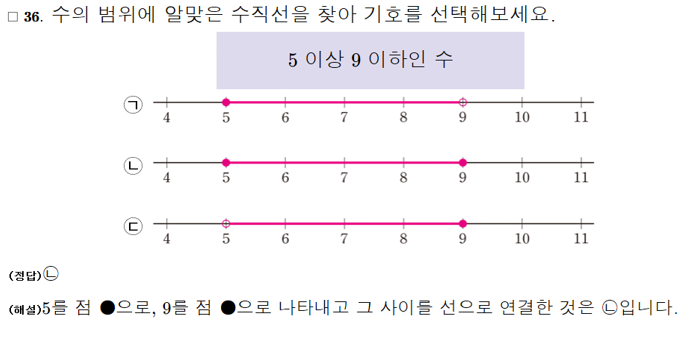 □ 36. 수의 범위에 알맞은 수직선을 찾아 기호를 선택해보세요.
5 이상 9 이하인 수
㉠ 4 5 6 7 8 9 10 11
㉡ 4 5 6 7 8 9 10 11
㉢ 4 5 6 7 8 9 10 11
(정답)㉡
(해설)5를 점 ●으로, 9를 점 ●으로 나타내고 그 사이를 선으로 연결한 것은 ㉡입니다.